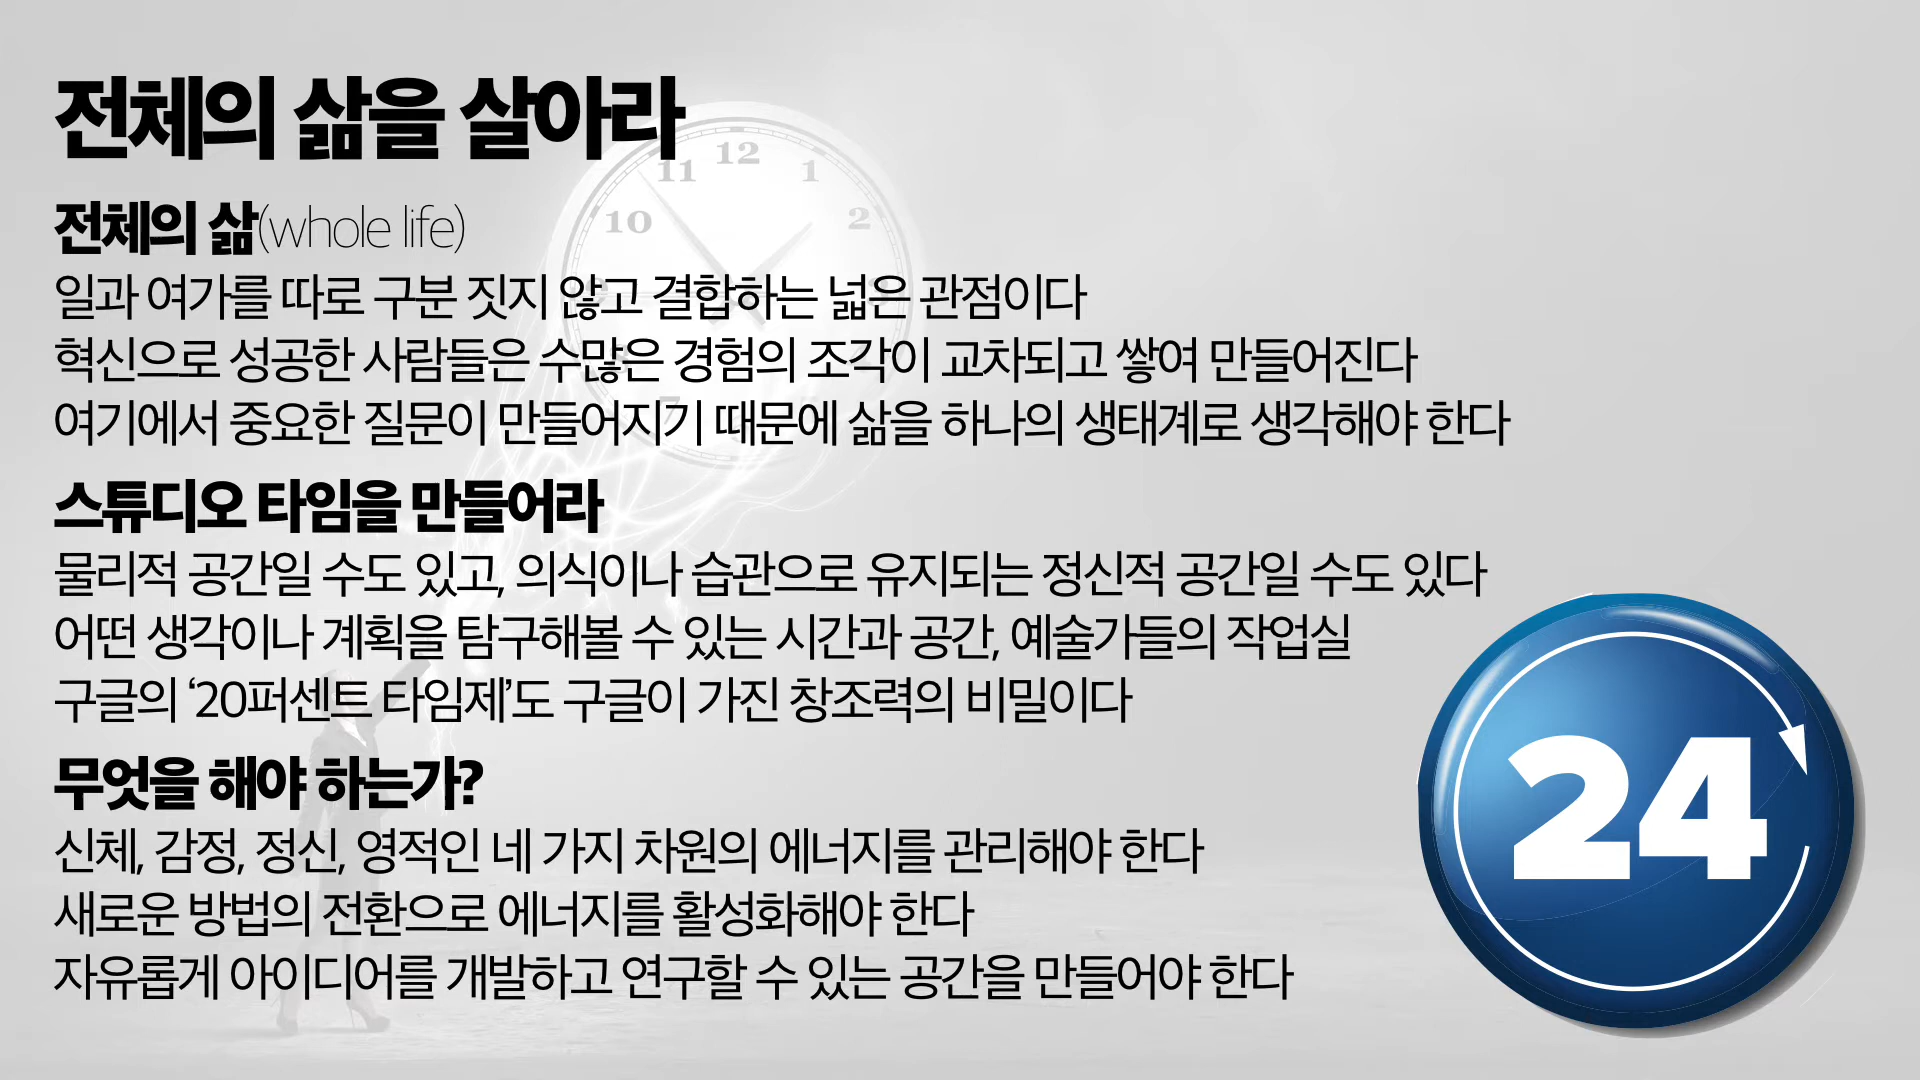 전체의 삶을 살아라
전체의 삶(whole life)
일과 여가를 따로 구분 짓지 않고 결합하는 넓은 관점이다
혁신으로 성공한 사람들은 수많은 경험의 조각이 교차되고 쌓여 만들어진다
여기에서 중요한 질문이 만들어지기 때문에 삶을 하나의 생태계로 생각해야 한다
스튜디오 타임을 만들어라
물리적 공간일 수도 있고, 의식이나 습관으로 유지되는 정신적 공간일 수도 있다
어떤 생각이나 계획을 탐구해볼 수 있는 시간과 공간, 예술가들의 작업실
구글의 ‘20퍼센트 타임제’도 구글이 가진 창조력의 비밀이다
무엇을 해야 하는가?
신체, 감정, 정신, 영적인 네 가지 차원의 에너지를 관리해야 한다
새로운 방법의 전환으로 에너지를 활성화해야 한다
자유롭게 아이디어를 개발하고 연구할 수 있는 공간을 만들어야 한다
24
12
11
1
10
2
7